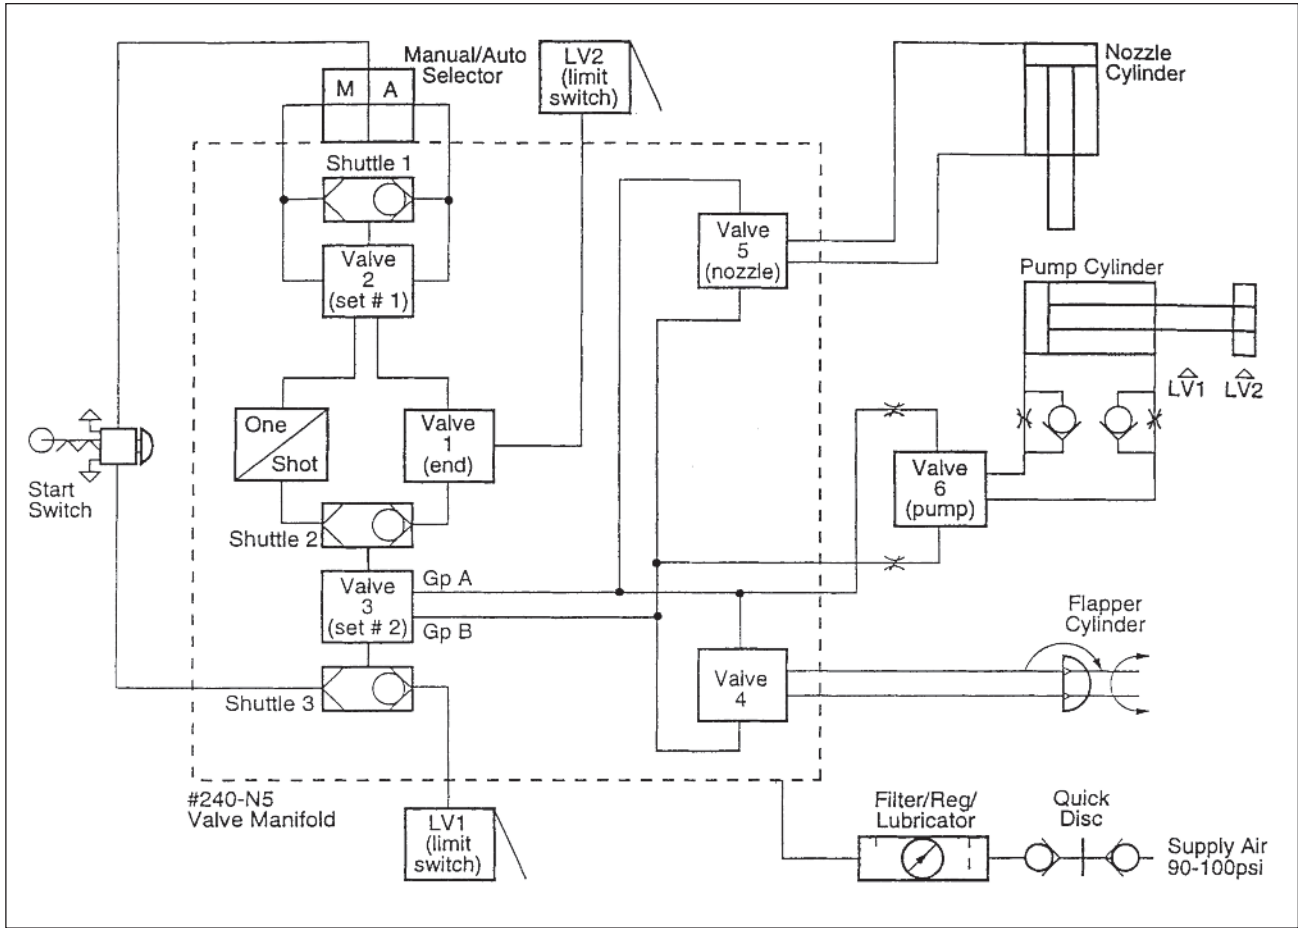 Manual/Auto
Selector
M
A
LV2
(limit
switch)
Nozzle
Cylinder
Shuttle 1
Valve
2
(set # 1)
Valve
5
(nozzle)
Pump Cylinder
LV1
LV2
One
Shot
Valve
1
(end)
Start
Switch
Shuttle 2
Valve
6
(pump)
Valve
3
(set # 2)
Gp A
Gp B
Flapper
Cylinder
Shuttle 3
Valve
4
#240-N5
Valve Manifold
LV1
(limit
switch)
Filter/Reg/
Lubricator
Quick
Disc
Supply Air
90-100psi